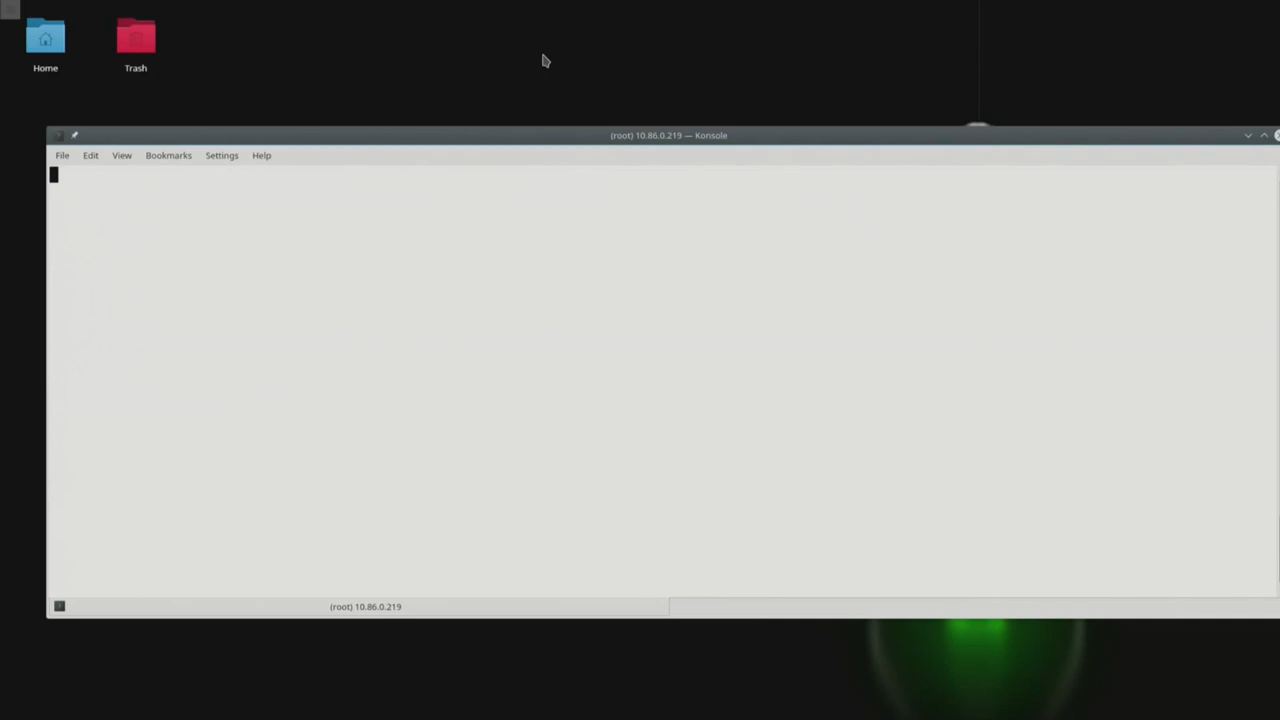 Home
Trash
(root) 10.86.0.219 — Konsole
File Edit View Bookmarks Settings Help
(root) 10.86.0.219